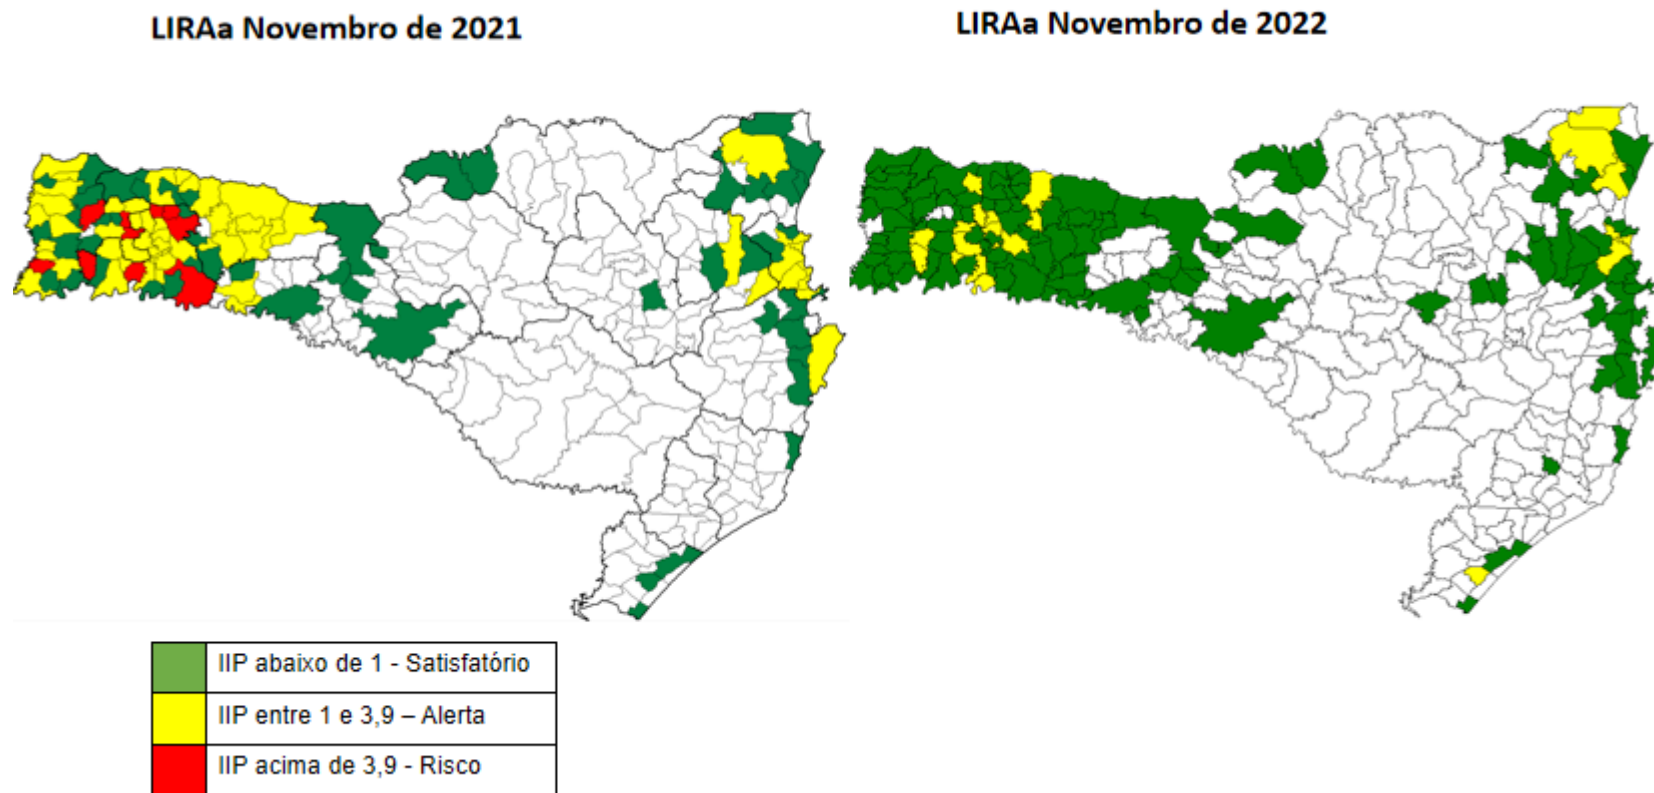 LIRAa Novembro de 2021
LIRAa Novembro de 2022
IIP abaixo de 1 - Satisfatório
IIP entre 1 e 3,9 – Alerta
IIP acima de 3,9 - Risco